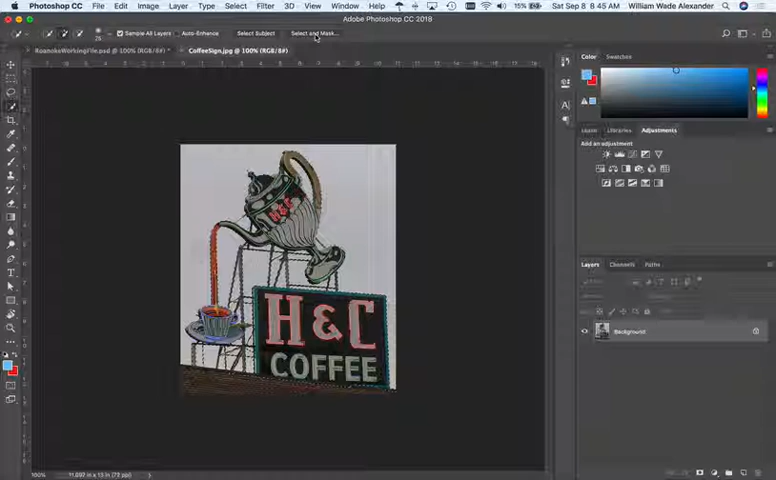 Photoshop CC File Edit Image Layer Type Select Filter 3D View Window Help Sat Sep 8 8:45 AM William Wade Alexander
Adobe Photoshop CC 2018
Sample All Layers Auto-Enhance Select Subject Select and Mask...
RoanokeWorkingFile.psd @ 100% (RGB/8#) * CoffeeSign.jpg @ 100% (RGB/8#)
Color Swatches
Libraries Adjustments
Add an adjustment
H&C
H&C
COFFEE
Layers Channels Paths
Background
100% 11.097 in x 13 in (72 ppi)